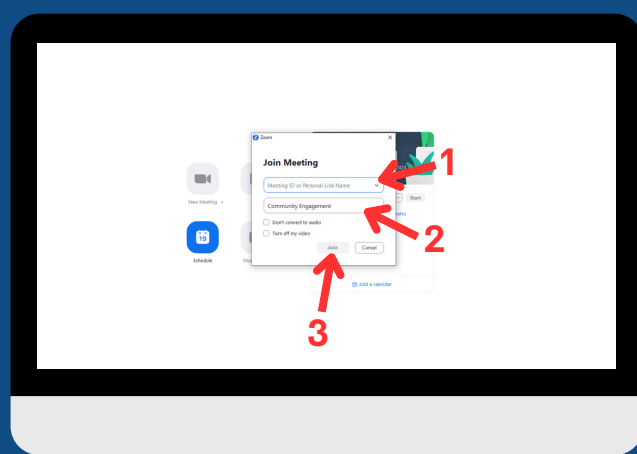 Zoom
Join Meeting
1
Meeting ID or Personal Link Name
New Meeting
Start
Community Engagement
2
Don't connect to audio
Turn off my video
19
Join
Cancel
Schedule
Add a calendar
3